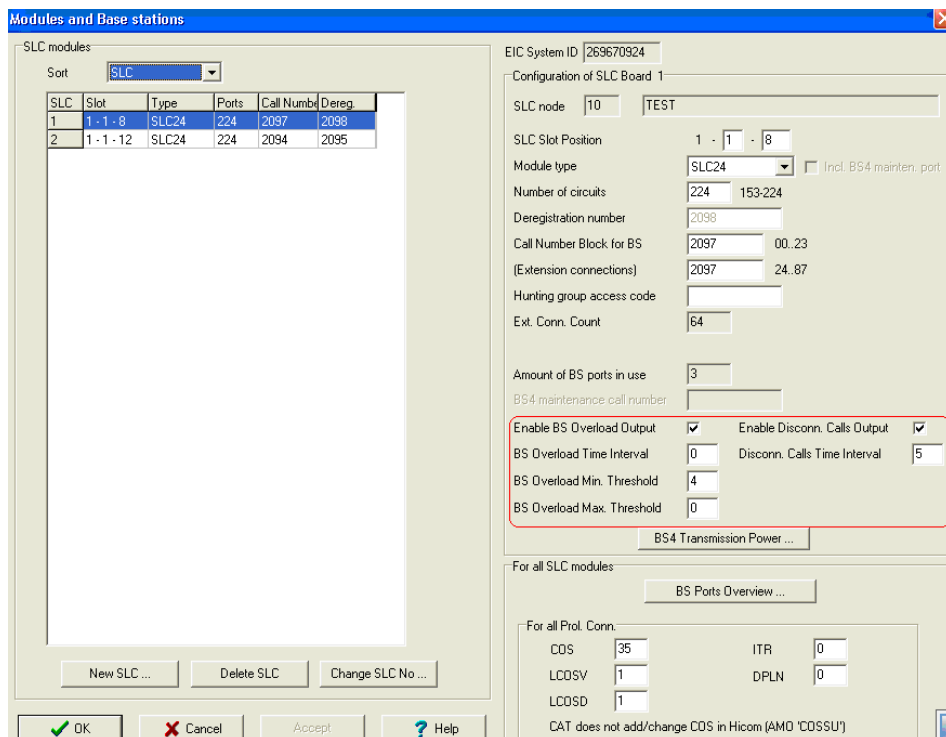 Modules and Base stations
SLC modules
Sort SLC
SLC Slot Type Ports Call Numbe Dereg.
1 1 - 1 - 8 SLC24 224 2097 2098
2 1 - 1 - 12 SLC24 224 2094 2095
New SLC ... Delete SLC Change SLC No ...
OK Cancel Accept ? Help
EIC System ID 269670924
Configuration of SLC Board 1
SLC node 10 TEST
SLC Slot Position 1 - 1 - 8
Module type SLC24 Incl. BS4 mainten. port
Number of circuits 224 153-224
Deregistration number 2098
Call Number Block for BS 2097 00..23
(Extension connections) 2097 24..87
Hunting group access code
Ext. Conn. Count 64
Amount of BS ports in use 3
BS4 maintenance call number
Enable BS Overload Output Enable Disconn. Calls Output
BS Overload Time Interval 0 Disconn. Calls Time Interval 5
BS Overload Min. Threshold 4
BS Overload Max. Threshold 0
BS4 Transmission Power ...
For all SLC modules
BS Ports Overview ...
For all Prol. Conn.
COS 35 ITR 0
LCOSV 1 DPLN 0
LCOSD 1
CAT does not add/change COS in Hicom (AMO 'COSSU')